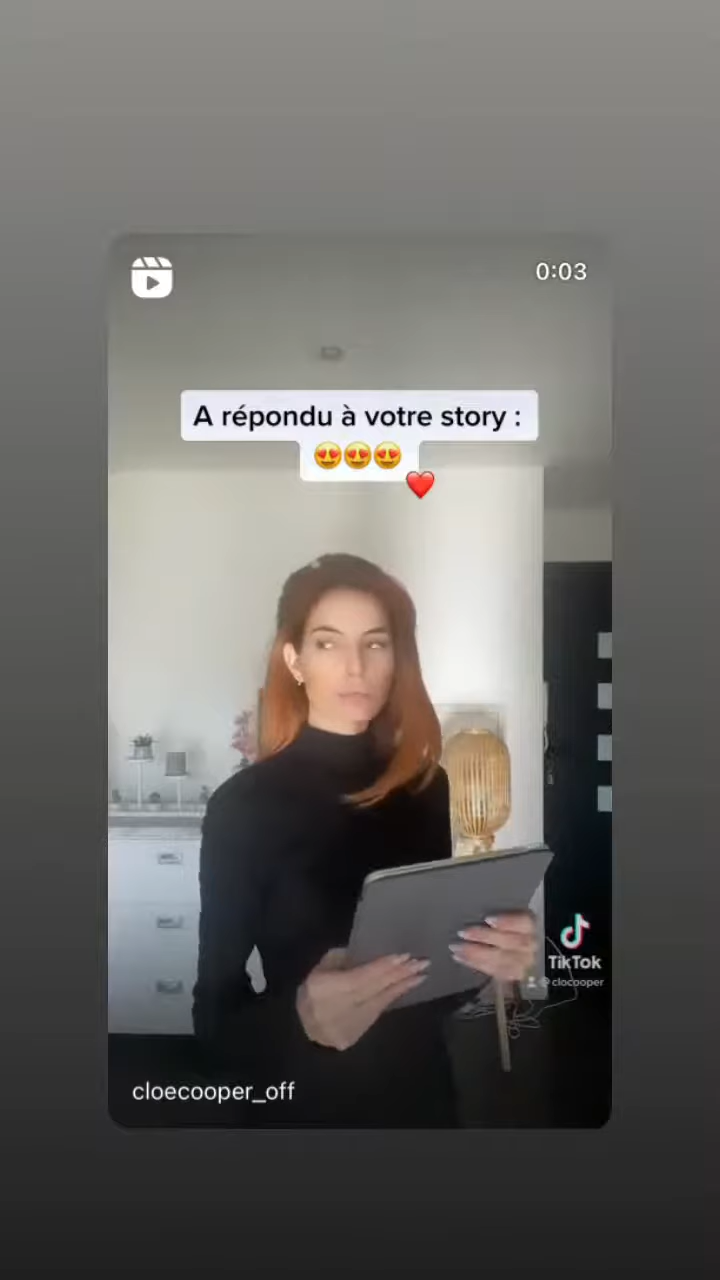 0:03
A répondu à votre story :
😍😍😍
❤️
TikTok
@clocooper
cloecooper_off